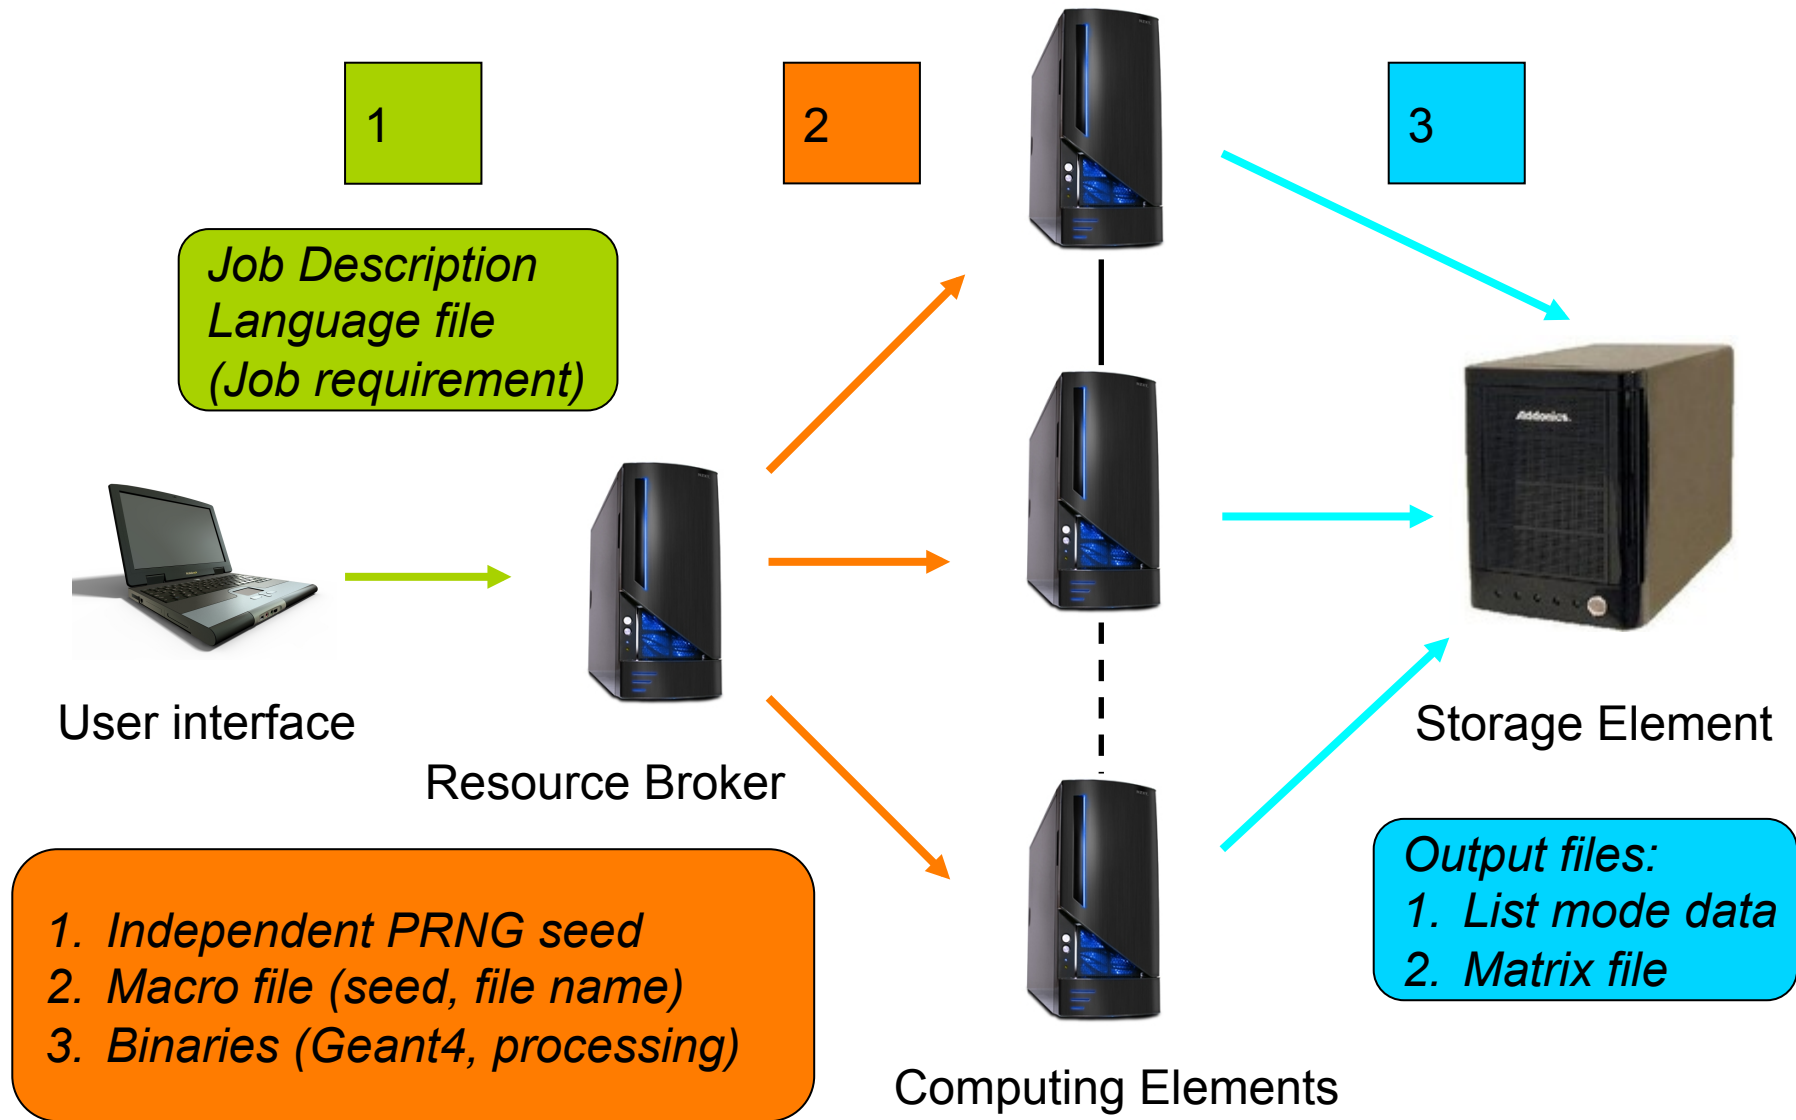 1
2
3
Job Description
Language file
(Job requirement)
Addonics.
User interface
Resource Broker
Storage Element
1. Independent PRNG seed
2. Macro file (seed, file name)
3. Binaries (Geant4, processing)
Output files:
1. List mode data
2. Matrix file
Computing Elements